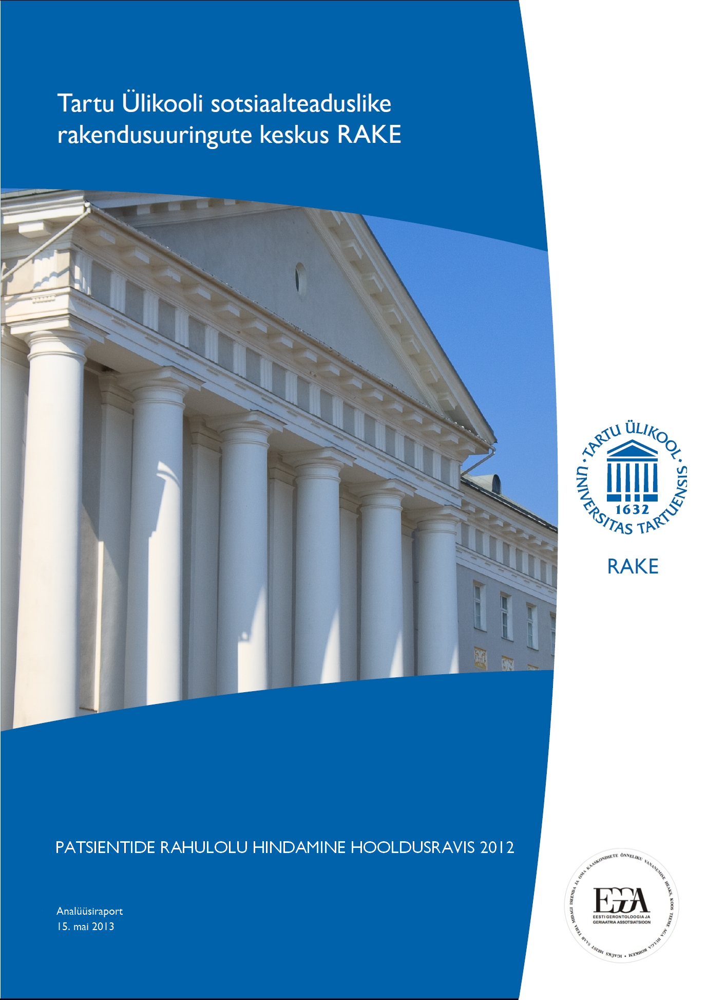 Tartu Ülikooli sotsiaalteaduslike
rakendusuuringute keskus RAKE
· TARTU ÜLIKOOL ·
UNIVERSITAS TARTUENSIS
1632
RAKE
PATSIENTIDE RAHULOLU HINDAMINE HOOLDUSRAVIS 2012
Analüüsiraport
15. mai 2013
IGAÜKS MEIST SAAB TEHA MIDAGI ISEENDA JA OMA KAASKONDSETE ÕNNELIKU VANANEMISE HEAKS, KOOS TEEME AGA HULGA ROHKEM •
EGGA
EESTI GERONTOLOOGIA JA
GERIAATRIA ASSOTSIATSIOON